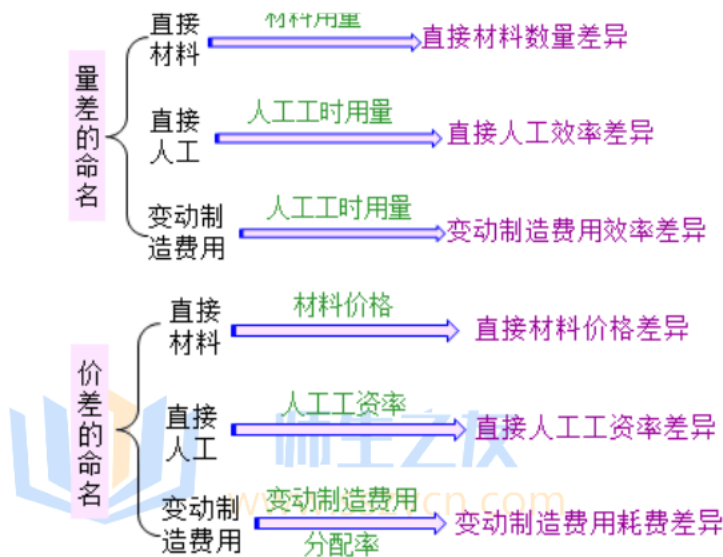 直接
材料
材料用量
直接材料数量差异
量差的命名
直接
人工
人工工时用量
直接人工效率差异
变动制
造费用
人工工时用量
变动制造费用效率差异
直接
材料
材料价格
直接材料价格差异
价差的命名
直接
人工
人工工资率
直接人工工资率差异
师生之友
变动制
造费用
变动制造费用
分配率
变动制造费用耗费差异